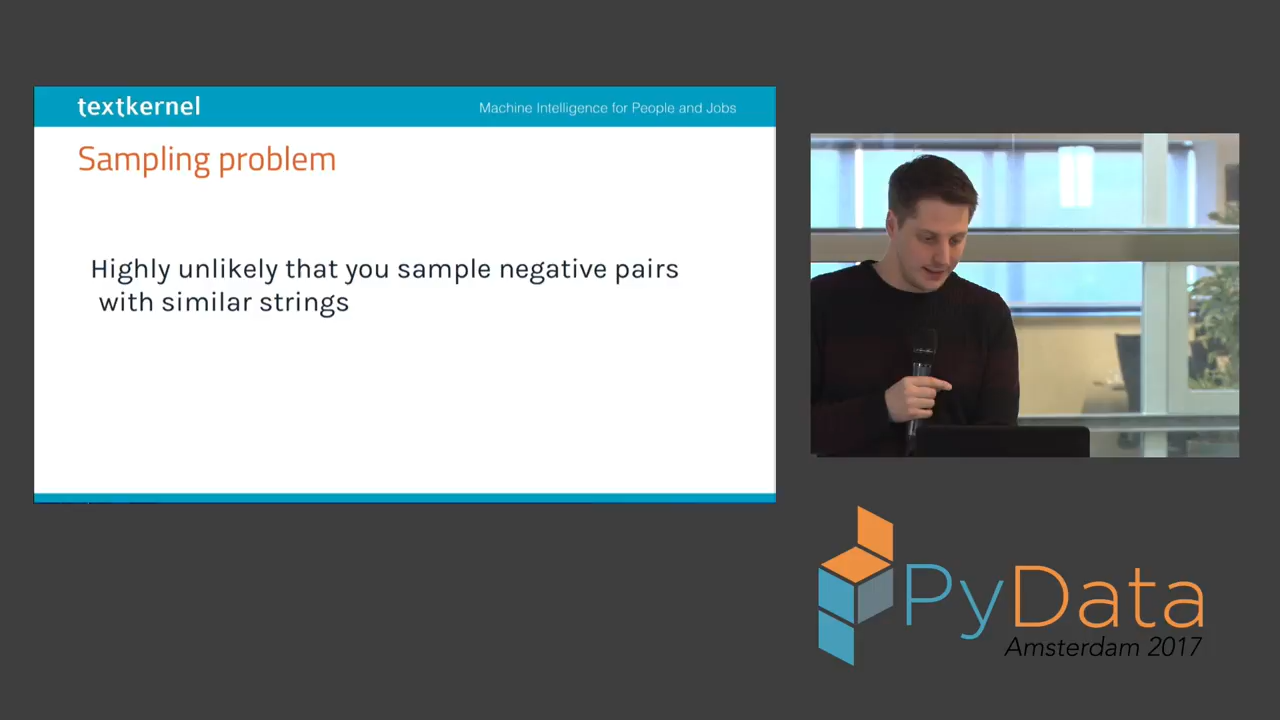 textkernel
Machine Intelligence for People and Jobs
Sampling problem
Highly unlikely that you sample negative pairs
with similar strings
PyData
Amsterdam 2017